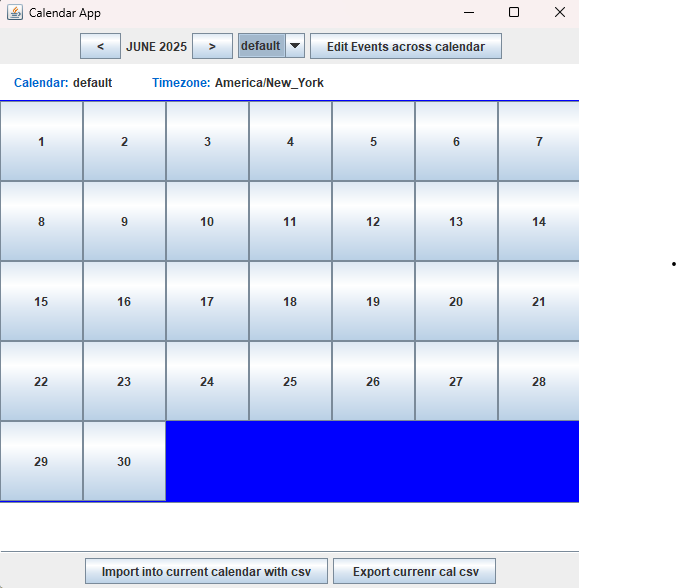 Calendar App
< JUNE 2025 > default Edit Events across calendar
Calendar: default Timezone: America/New_York
1 2 3 4 5 6 7
8 9 10 11 12 13 14
15 16 17 18 19 20 21
22 23 24 25 26 27 28
29 30
Import into current calendar with csv Export currenr cal csv